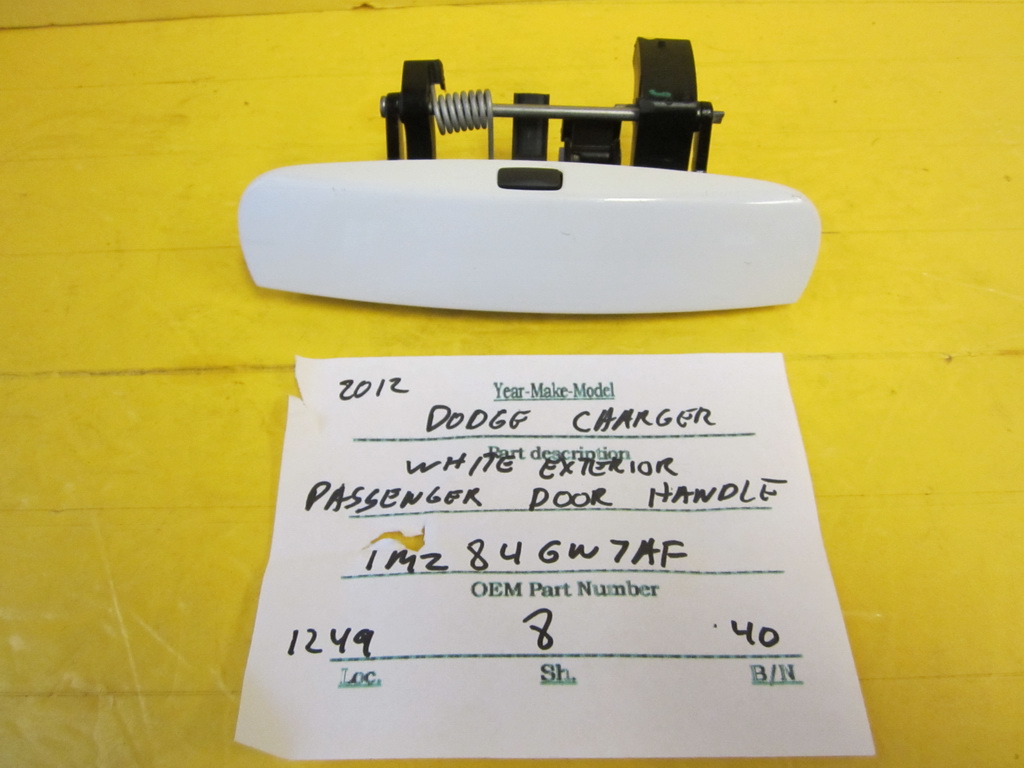 2012 Year-Make-Model
DODGE CHARGER
Part description
WHITE EXTERIOR
PASSENGER DOOR HANDLE
1MZ84GW7AF
OEM Part Number
1249 8 40
Loc. Sh. B/N